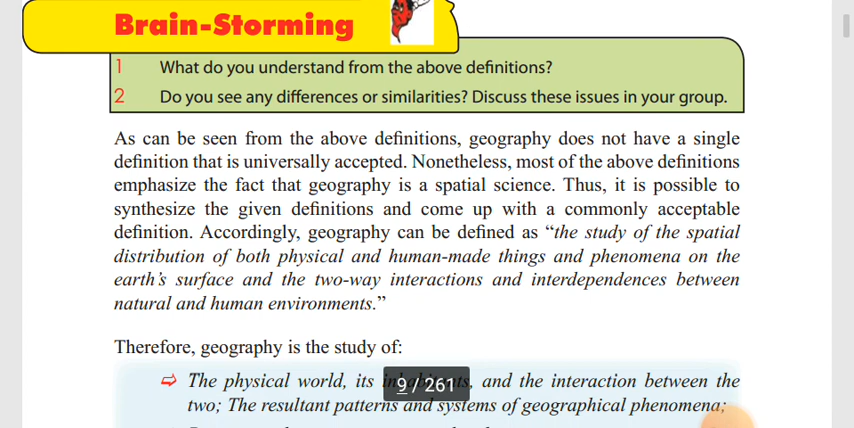 Brain-Storming
1 What do you understand from the above definitions?
2 Do you see any differences or similarities? Discuss these issues in your group.
As can be seen from the above definitions, geography does not have a single
definition that is universally accepted. Nonetheless, most of the above definitions
emphasize the fact that geography is a spatial science. Thus, it is possible to
synthesize the given definitions and come up with a commonly acceptable
definition. Accordingly, geography can be defined as “the study of the spatial
distribution of both physical and human-made things and phenomena on the
earth’s surface and the two-way interactions and interdependences between
natural and human environments.”
Therefore, geography is the study of:
⇨ The physical world, its inhabitants, and the interaction between the
9 / 261
two; The resultant patterns and systems of geographical phenomena;